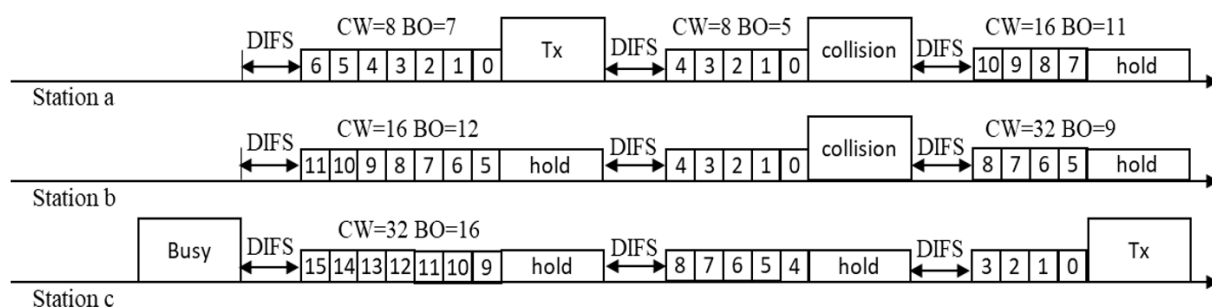 CW=8 BO=7 CW=8 BO=5 CW=16 BO=11
DIFS Tx DIFS collision DIFS
6 5 4 3 2 1 0 4 3 2 1 0 10 9 8 7 hold
Station a
CW=16 BO=12 CW=32 BO=9
DIFS DIFS collision DIFS
11 10 9 8 7 6 5 hold 4 3 2 1 0 8 7 6 5 hold
Station b
CW=32 BO=16
Busy DIFS DIFS DIFS Tx
15 14 13 12 11 10 9 hold 8 7 6 5 4 hold 3 2 1 0
Station c